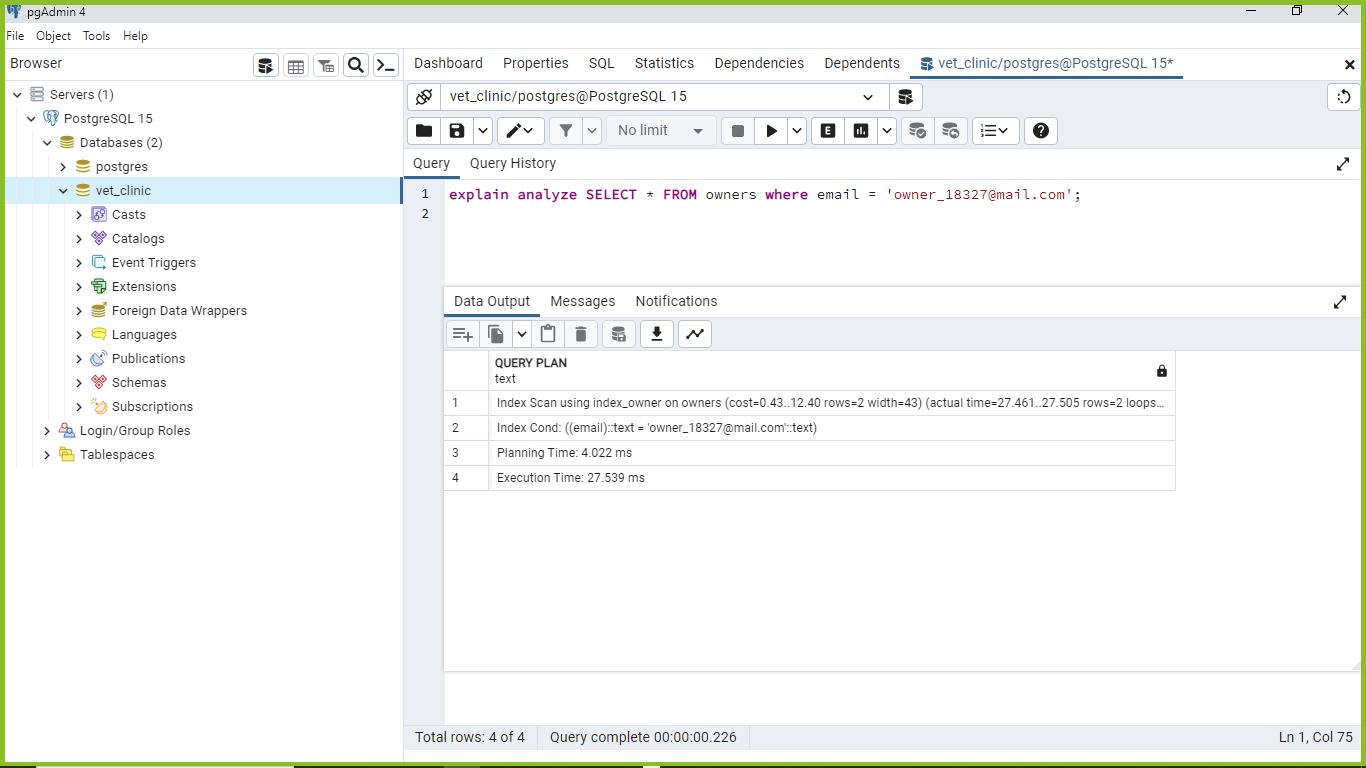 pgAdmin 4
File Object Tools Help
Browser
Dashboard Properties SQL Statistics Dependencies Dependents vet_clinic/postgres@PostgreSQL 15*
Servers (1)
PostgreSQL 15
Databases (2)
postgres
vet_clinic
Casts
Catalogs
Event Triggers
Extensions
Foreign Data Wrappers
Languages
Publications
Schemas
Subscriptions
Login/Group Roles
Tablespaces
vet_clinic/postgres@PostgreSQL 15
No limit
E
Query Query History
1 explain analyze SELECT * FROM owners where email = 'owner_18327@mail.com';
2
Data Output Messages Notifications
QUERY PLAN
text
1 Index Scan using index_owner on owners (cost=0.43..12.40 rows=2 width=43) (actual time=27.461..27.505 rows=2 loops...
2 Index Cond: ((email)::text = 'owner_18327@mail.com'::text)
3 Planning Time: 4.022 ms
4 Execution Time: 27.539 ms
Total rows: 4 of 4 Query complete 00:00:00.226 Ln 1, Col 75